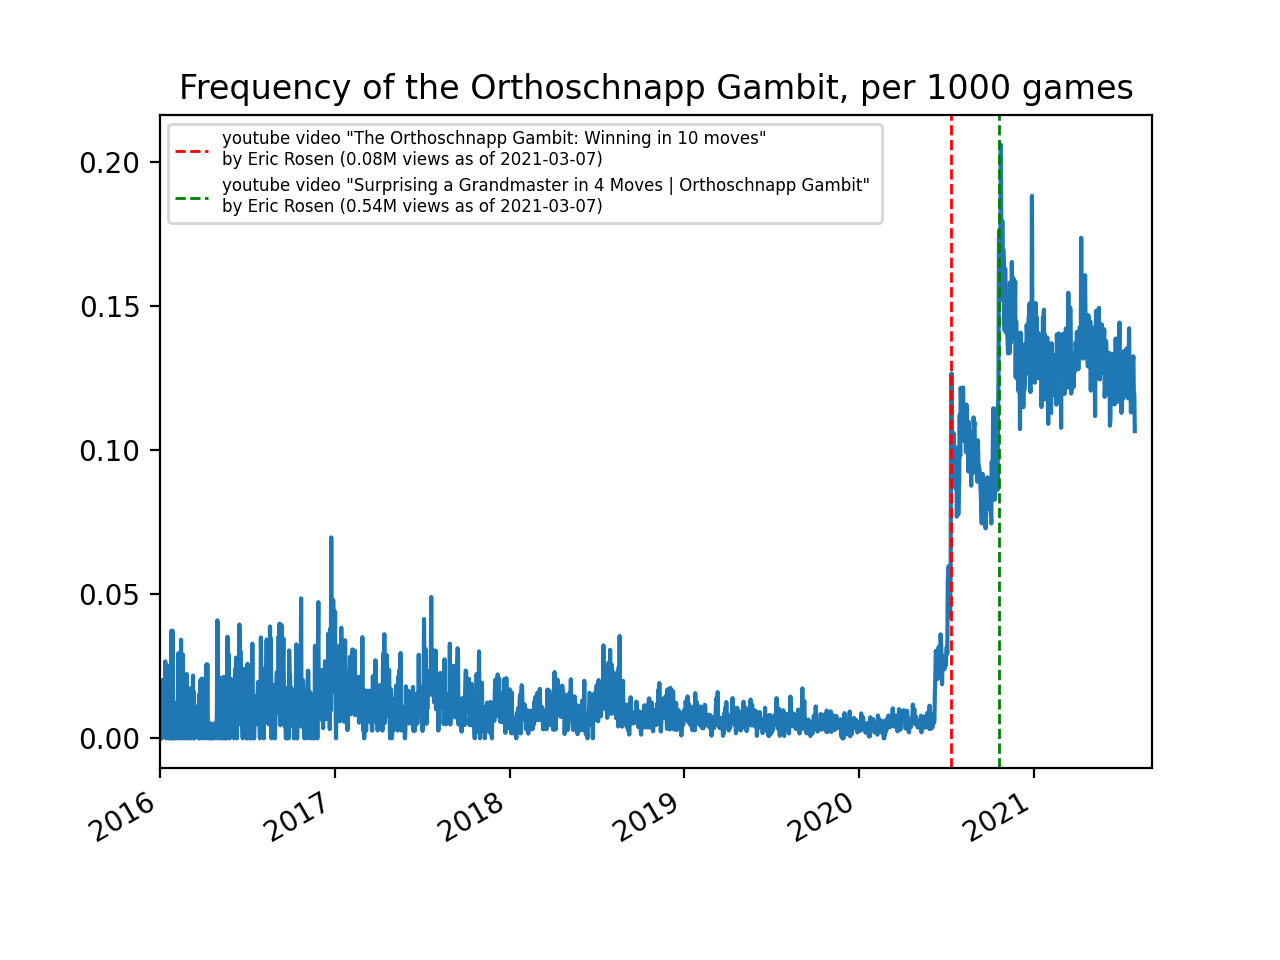 Frequency of the Orthoschnapp Gambit, per 1000 games
youtube video "The Orthoschnapp Gambit: Winning in 10 moves"
by Eric Rosen (0.08M views as of 2021-03-07)
youtube video "Surprising a Grandmaster in 4 Moves | Orthoschnapp Gambit"
by Eric Rosen (0.54M views as of 2021-03-07)
0.20
0.15
0.10
0.05
0.00
2016
2017
2018
2019
2020
2021